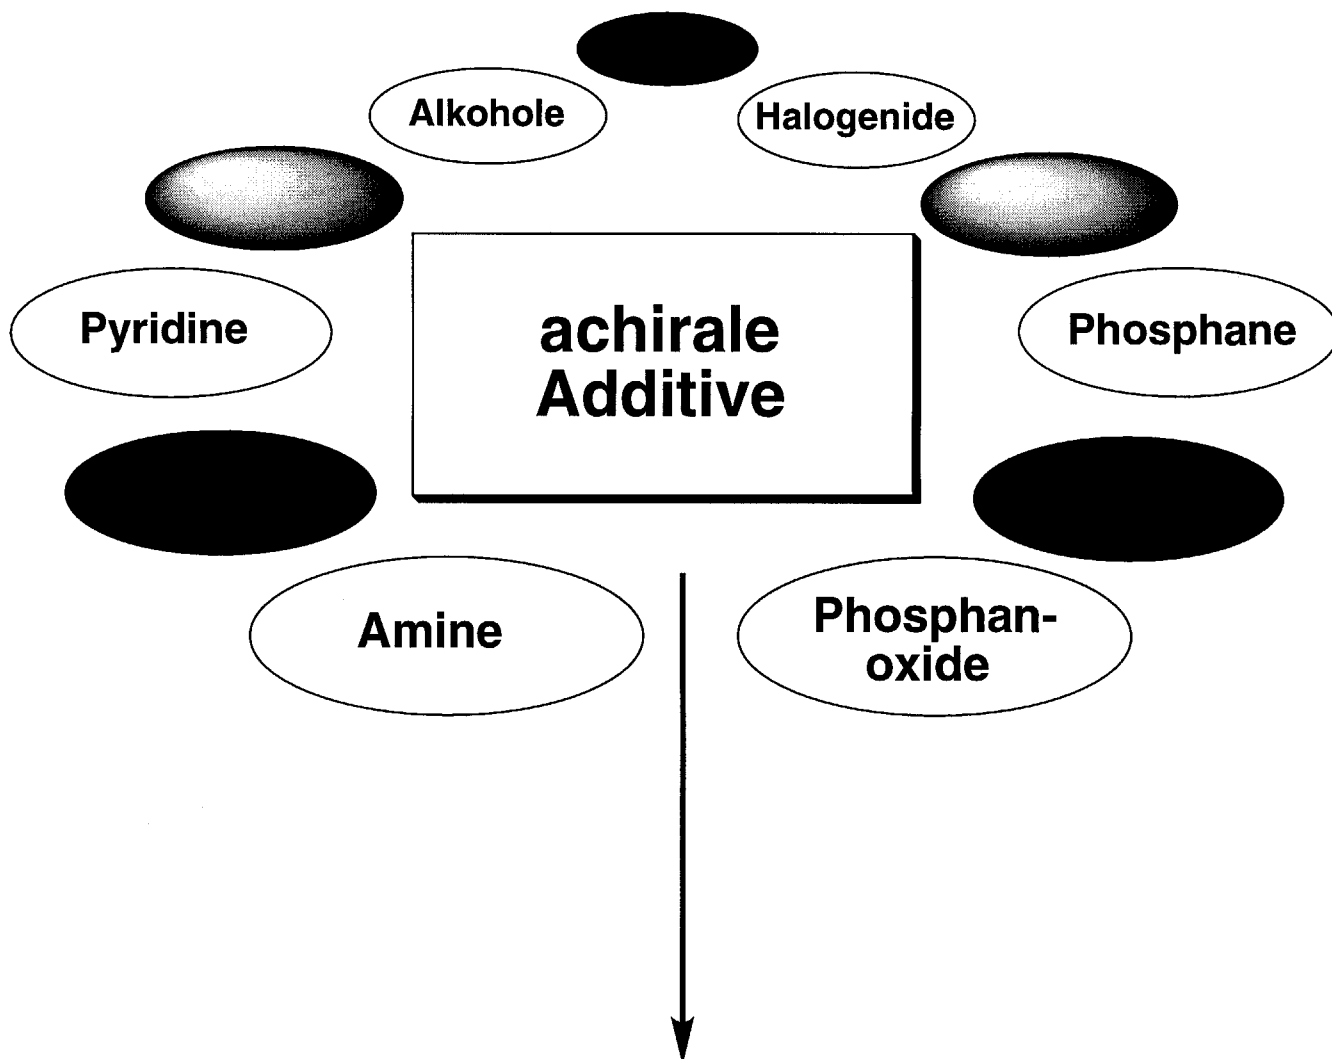 Alkohole
Halogenide
Pyridine
achirale
Additive
Phosphane
Amine
Phosphan-
oxide